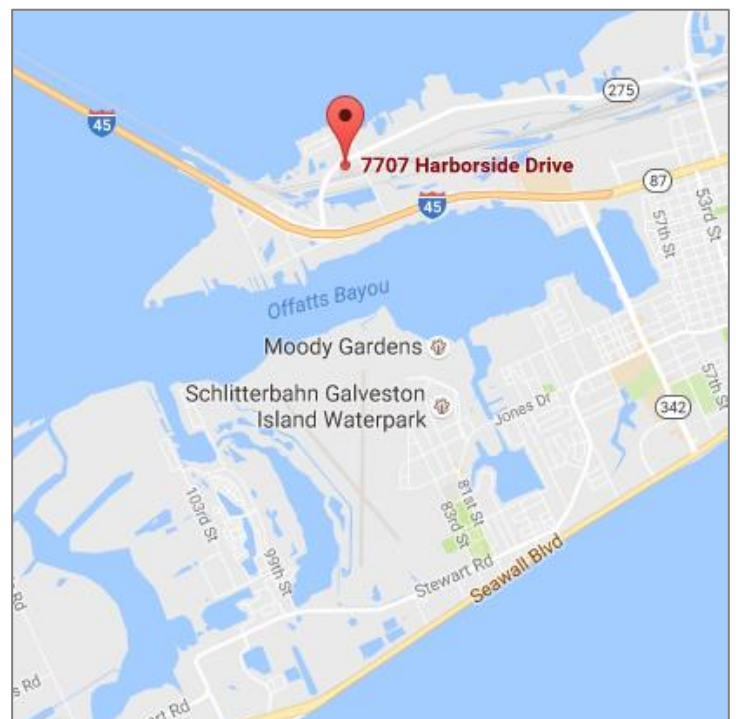 275
45
7707 Harborside Drive
87
45
53rd St
57th St
Offatts Bayou
Moody Gardens
Schlitterbahn Galveston
Island Waterpark
57th St
342
Jones Dr
81st St
83rd St
103rd St
99th St
Stewart Rd
Seawall Blvd
Rd
s Rd
rt Rd